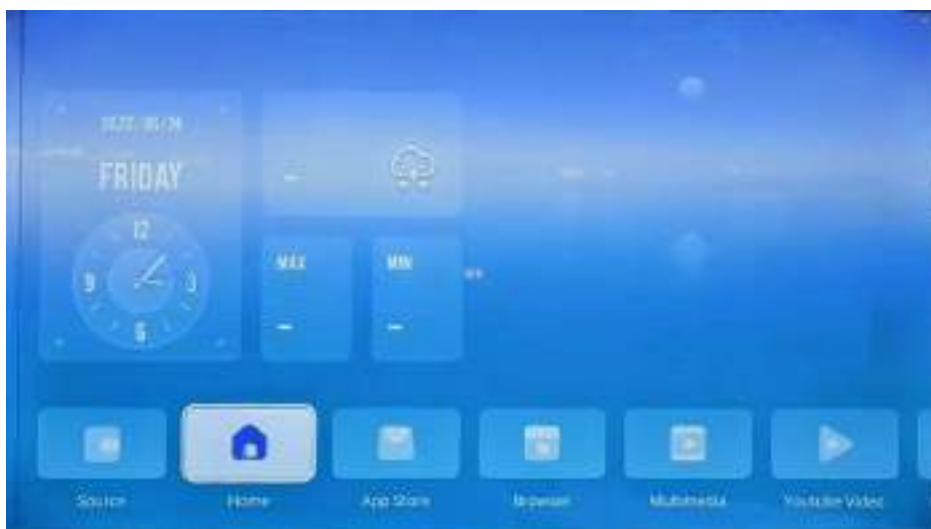 FRIDAY
12
9
3
6
MAX
MIN
Source
Home
App Store
Browser
Multimedia
Youtube Video